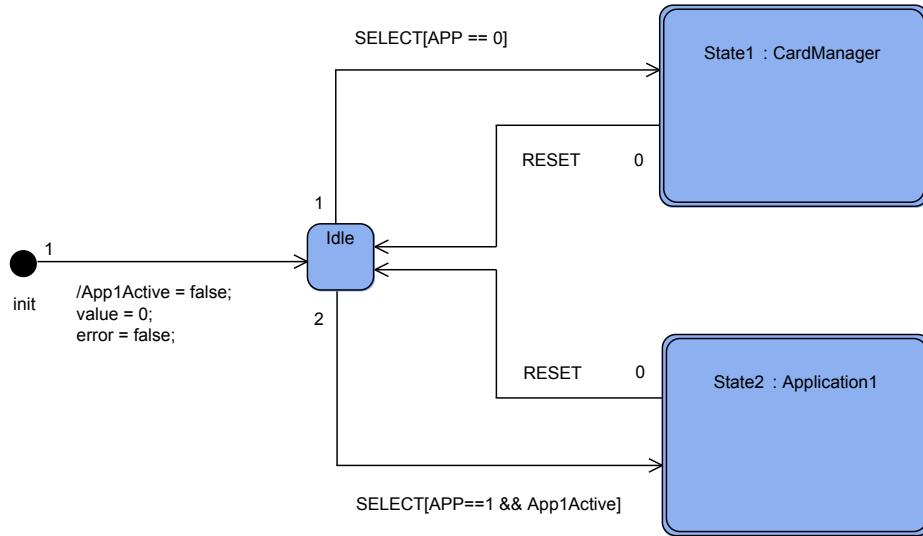 SELECT[APP == 0]
State1 : CardManager
RESET 0
1
Idle
1
init
/App1Active = false;
value = 0;
error = false;
2
RESET 0
State2 : Application1
SELECT[APP==1 && App1Active]